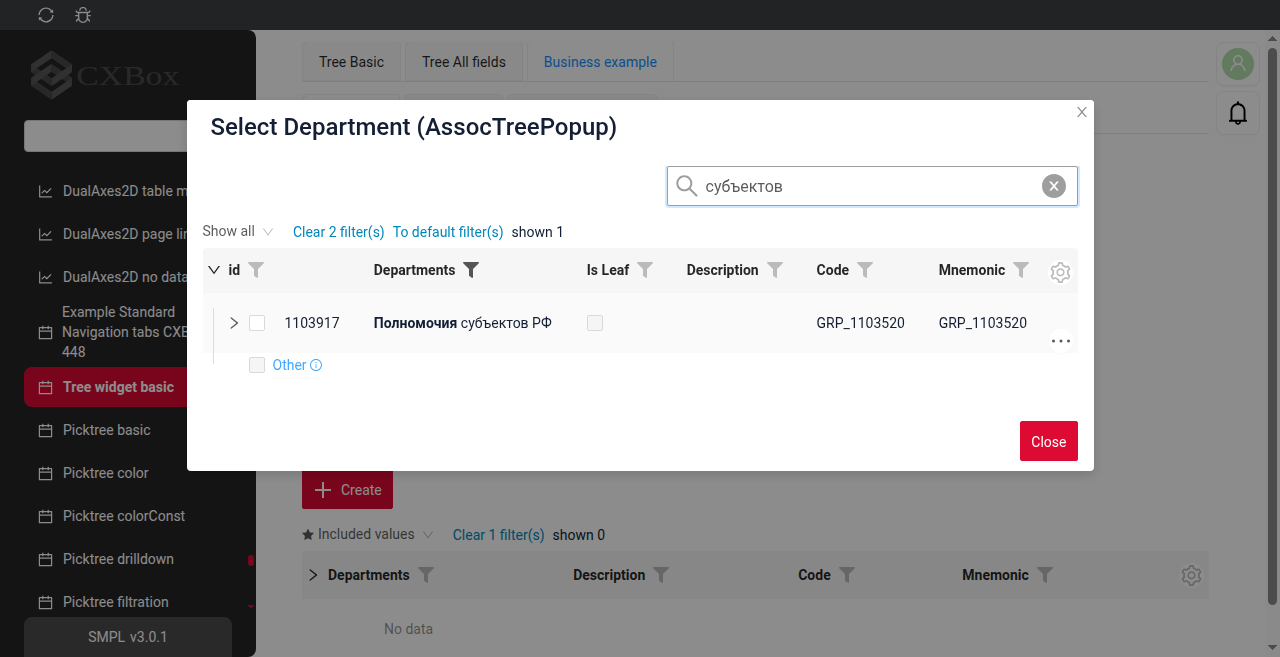 CXBox
Tree Basic
Tree All fields
Business example
DualAxes2D table m
DualAxes2D page lin
DualAxes2D no data
Example Standard
Navigation tabs CXB
448
Tree widget basic
Picktree basic
Picktree color
Picktree colorConst
Picktree drilldown
Picktree filtration
SMPL v3.0.1
Select Department (AssocTreePopup)
субъектов
Show all Clear 2 filter(s) To default filter(s) shown 1
id Departments Is Leaf Description Code Mnemonic
1103917 Полномочия субъектов РФ GRP_1103520 GRP_1103520
Other
Close
Create
Included values Clear 1 filter(s) shown 0
Departments Description Code Mnemonic
No data